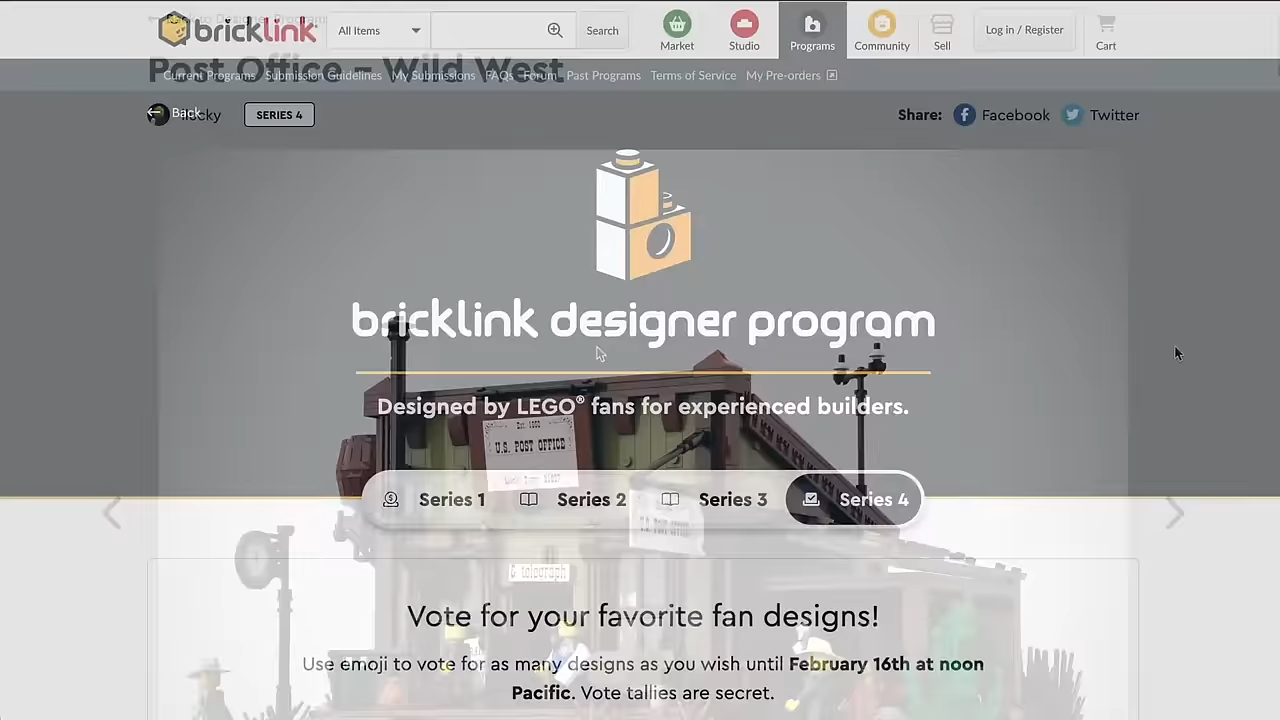 bricklink
All Items
Search
Market
Studio
Programs
Community
Sell
Log in / Register
Cart
Post Office – Wild West
Current Programs Submission Guidelines My Submissions FAQs Forum Past Programs Terms of Service My Pre-orders
Back
SERIES 4
Share: Facebook Twitter
bricklink designer program
Designed by LEGO® fans for experienced builders.
U.S. POST OFFICE
Series 1 Series 2 Series 3 Series 4
& telegraph
Vote for your favorite fan designs!
Use emoji to vote for as many designs as you wish until February 16th at noon
Pacific. Vote tallies are secret.